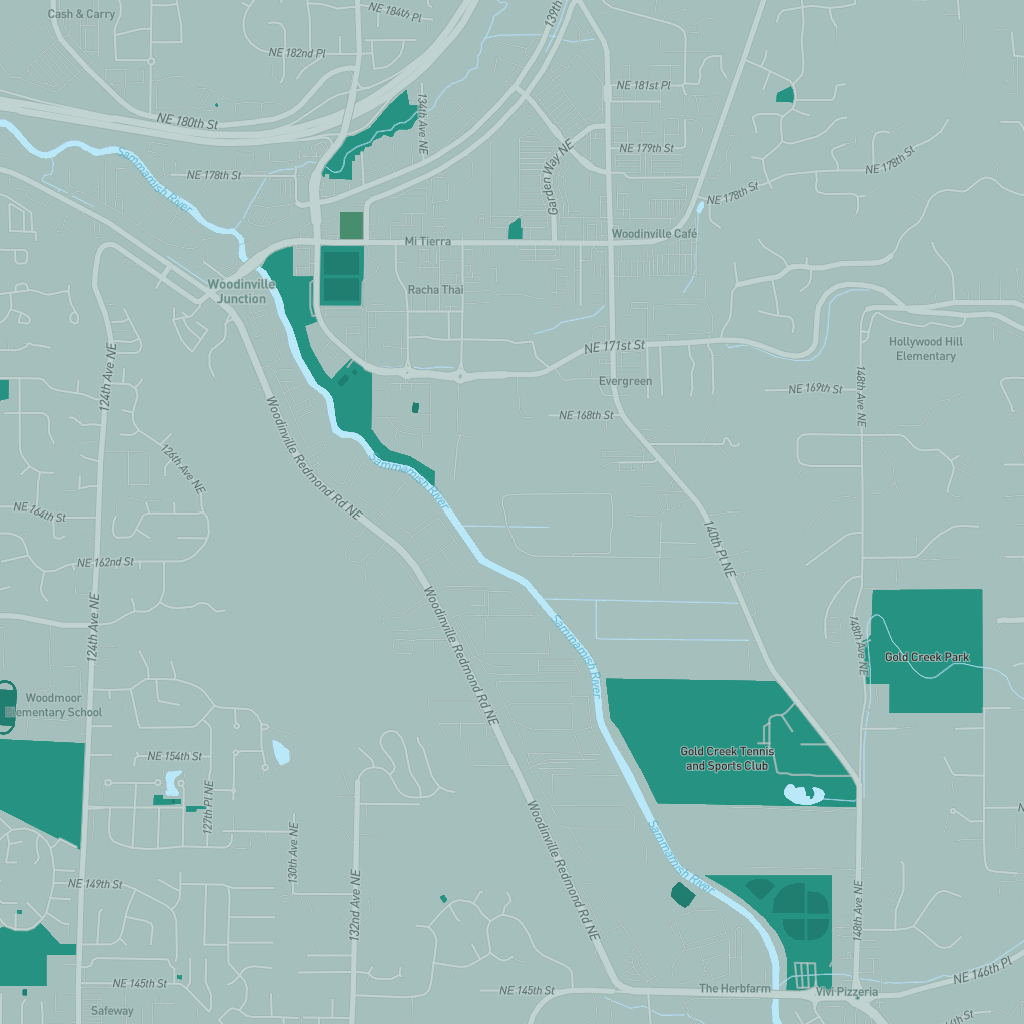 Cash & Carry
NE 184th Pl
139th
NE 182nd Pl
NE 181st Pl
134th Ave NE
NE 180th St
Garden Way NE
NE 179th St
NE 178th St
Sammamish River
NE 178th St
NE 178th St
Mi Tierra
Woodinville Café
Woodinville
Junction
Racha Thai
NE 171st St
Hollywood Hill
Elementary
124th Ave NE
Evergreen
148th Ave NE
NE 169th St
NE 168th St
Woodinville Redmond Rd NE
126th Ave NE
Sammamish River
NE 164th St
140th Pl NE
NE 162nd St
124th Ave NE
Woodinville Redmond Rd NE
Sammamish River
148th Ave NE
Gold Creek Park
Woodmoor
Elementary School
NE 154th St
Gold Creek Tennis
and Sports Club
127th Pl NE
130th Ave NE
Woodinville Redmond Rd NE
Sammamish River
NE 149th St
132nd Ave NE
148th Ave NE
NE 145th St
NE 145th St
The Herbfarm
Vivi Pizzeria
NE 146th Pl
Safeway